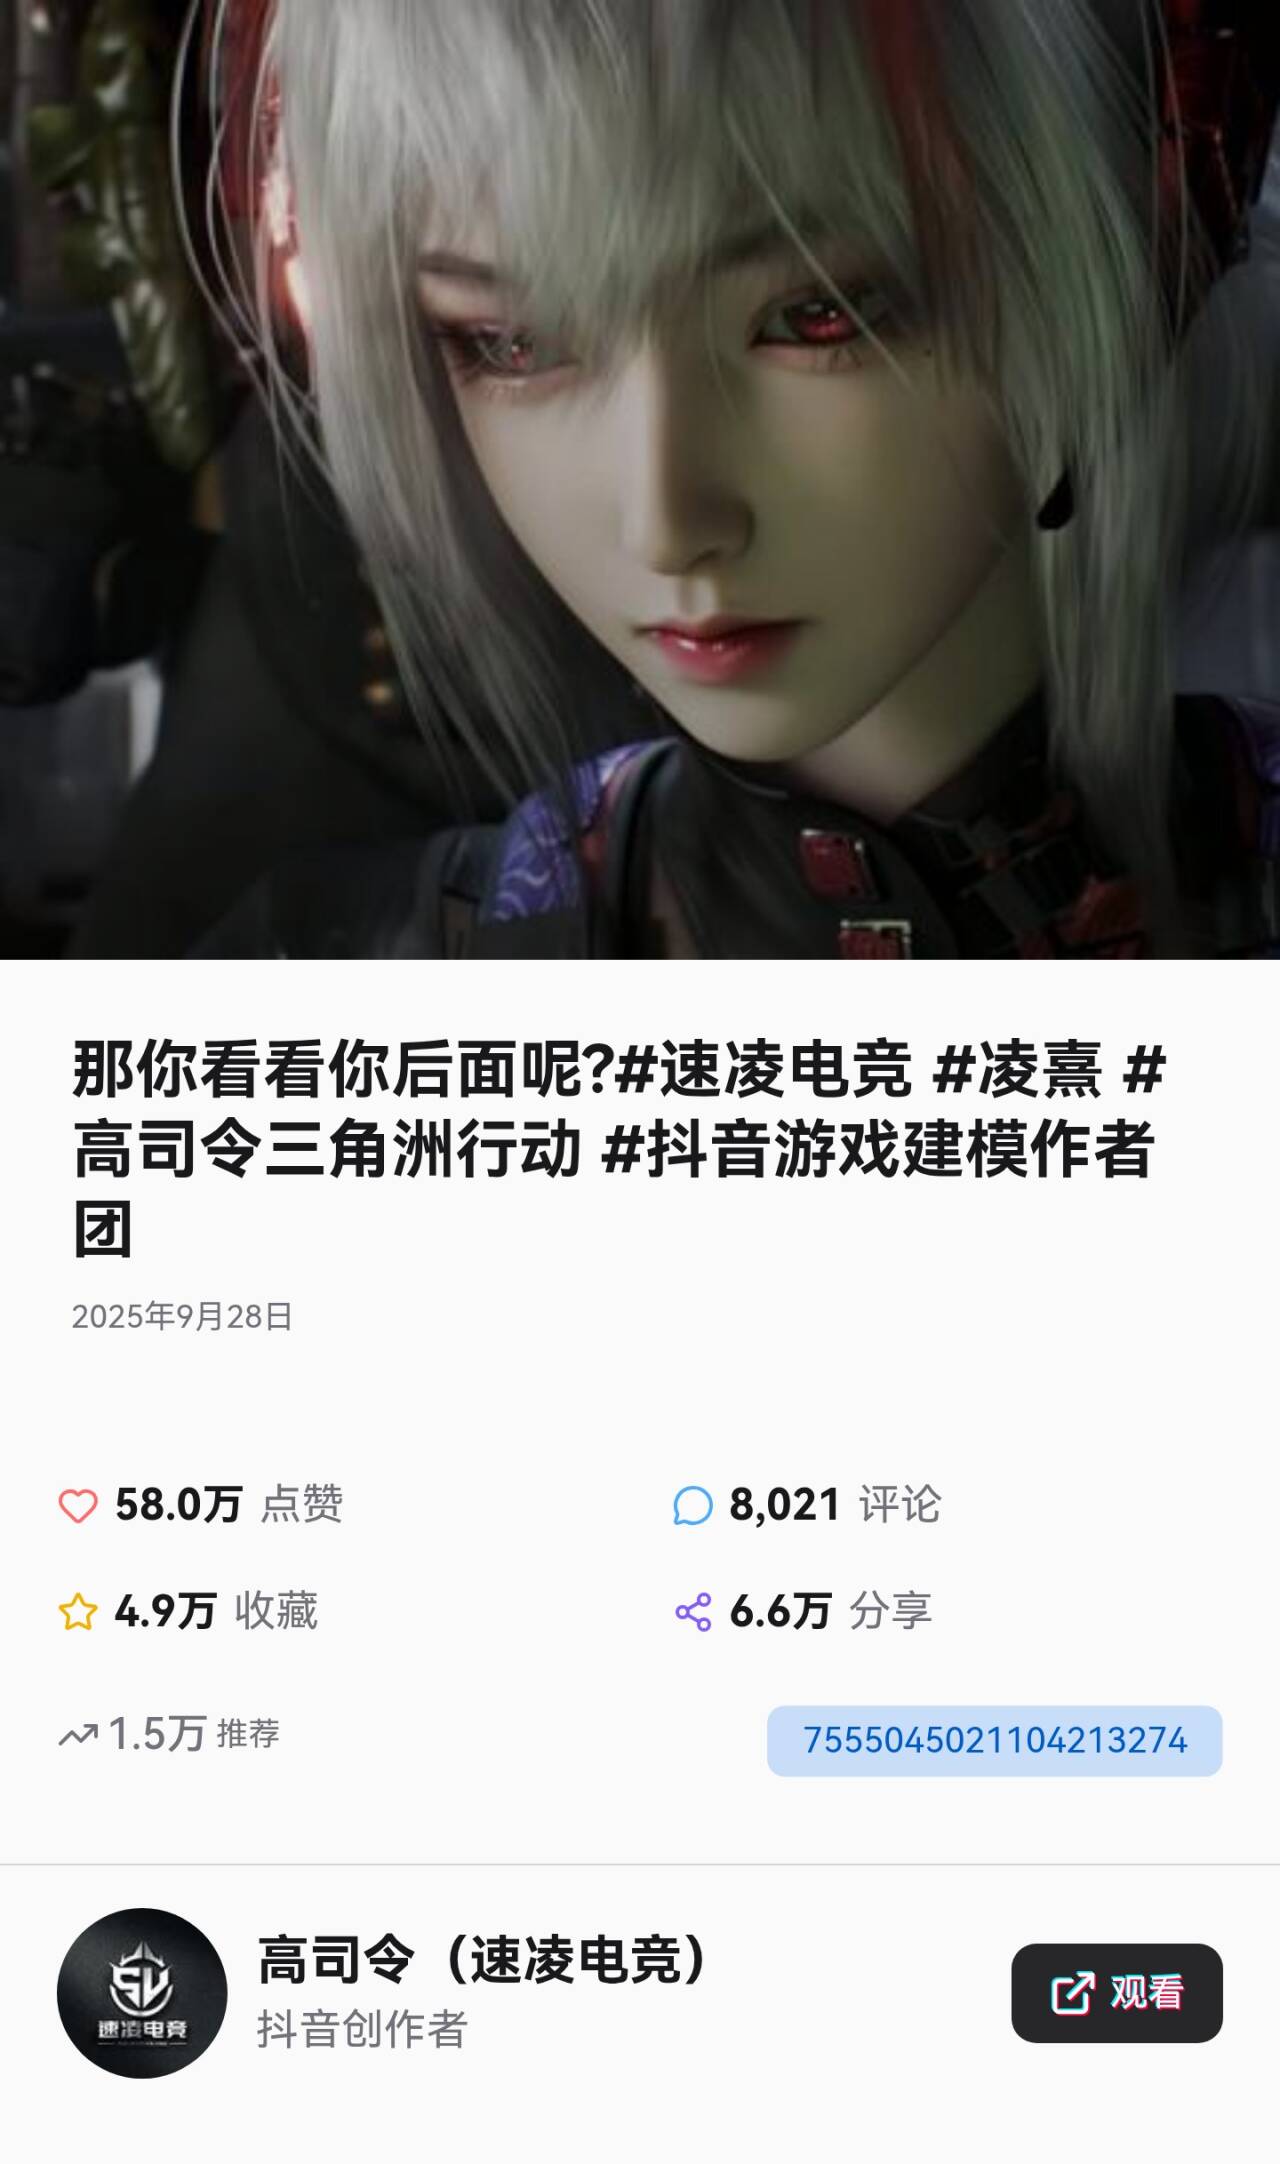 那你看看你后面呢?#速凌电竞 #凌熹 #
高司令三角洲行动 #抖音游戏建模作者
团
2025年9月28日
58.0万 点赞
8,021 评论
4.9万 收藏
6.6万 分享
1.5万 推荐
7555045021104213274
速凌电竞
高司令（速凌电竞）
抖音创作者
观看